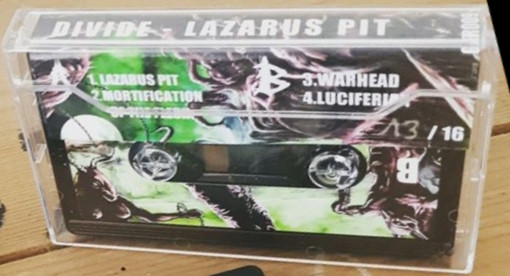 DIVIDE - LAZARUS PIT
A
1. LAZARUS PIT
2.MORTIFICATION
B
3.WARHEAD
4.LUCIFERIAN
13 / 16
B